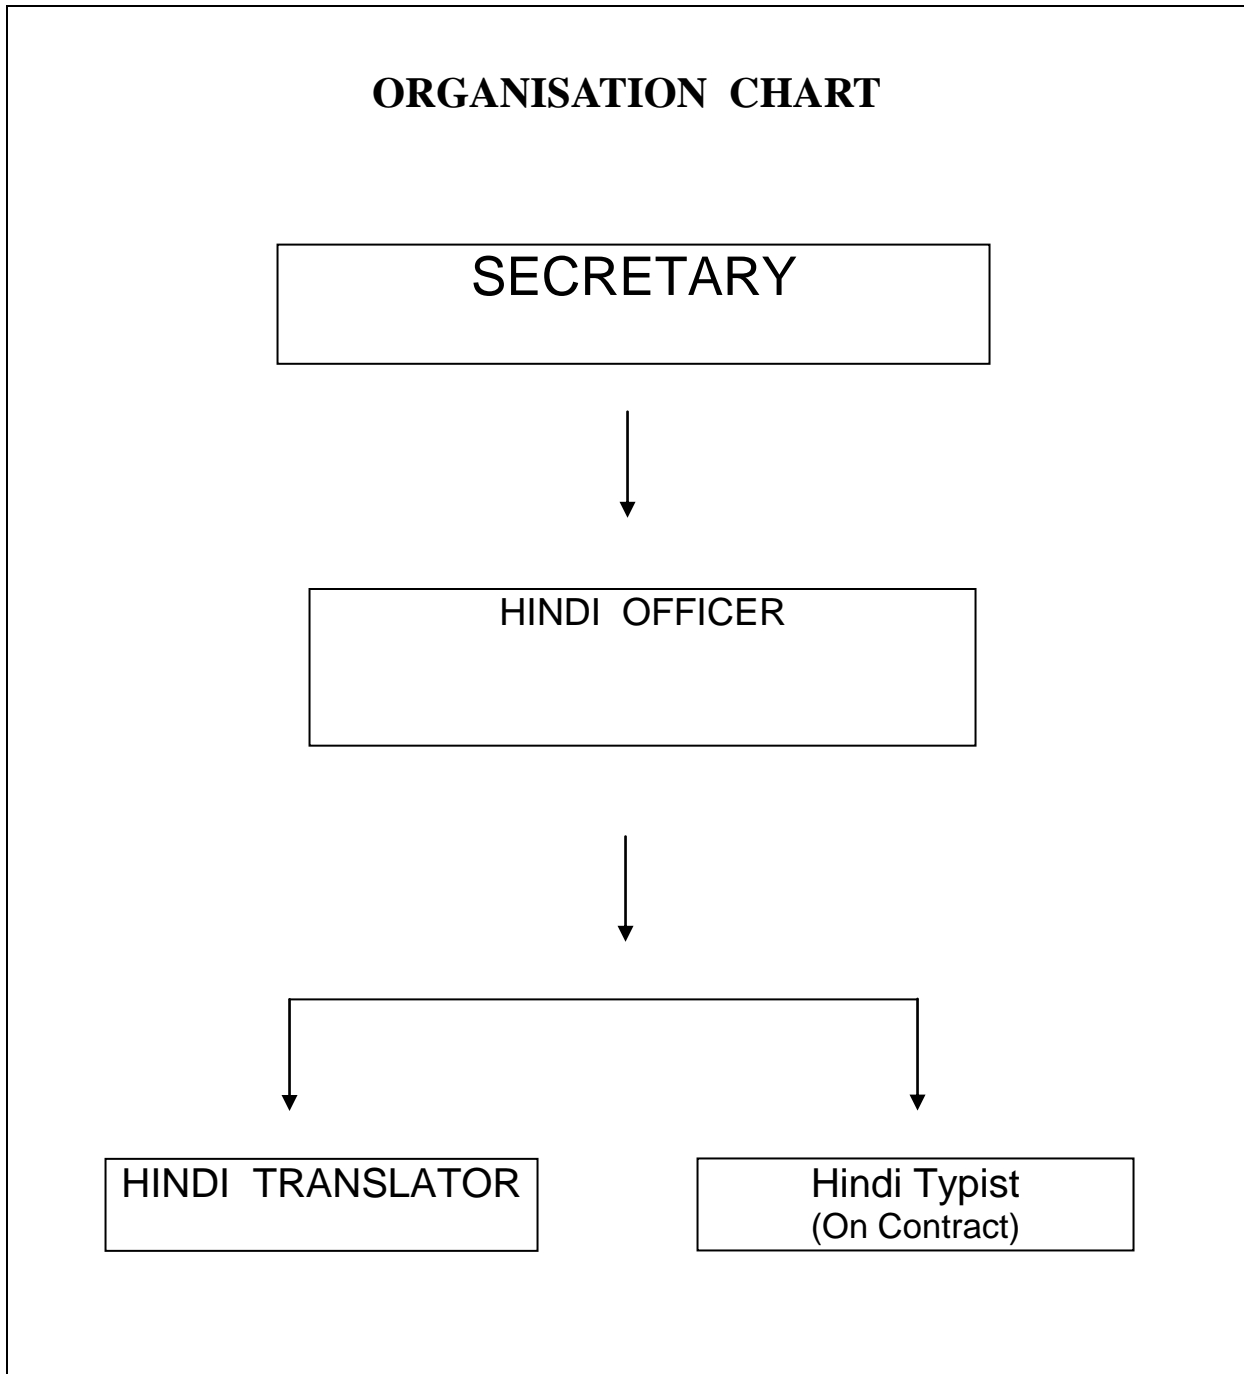 ORGANISATION CHART
SECRETARY
HINDI OFFICER
HINDI TRANSLATOR
Hindi Typist
(On Contract)